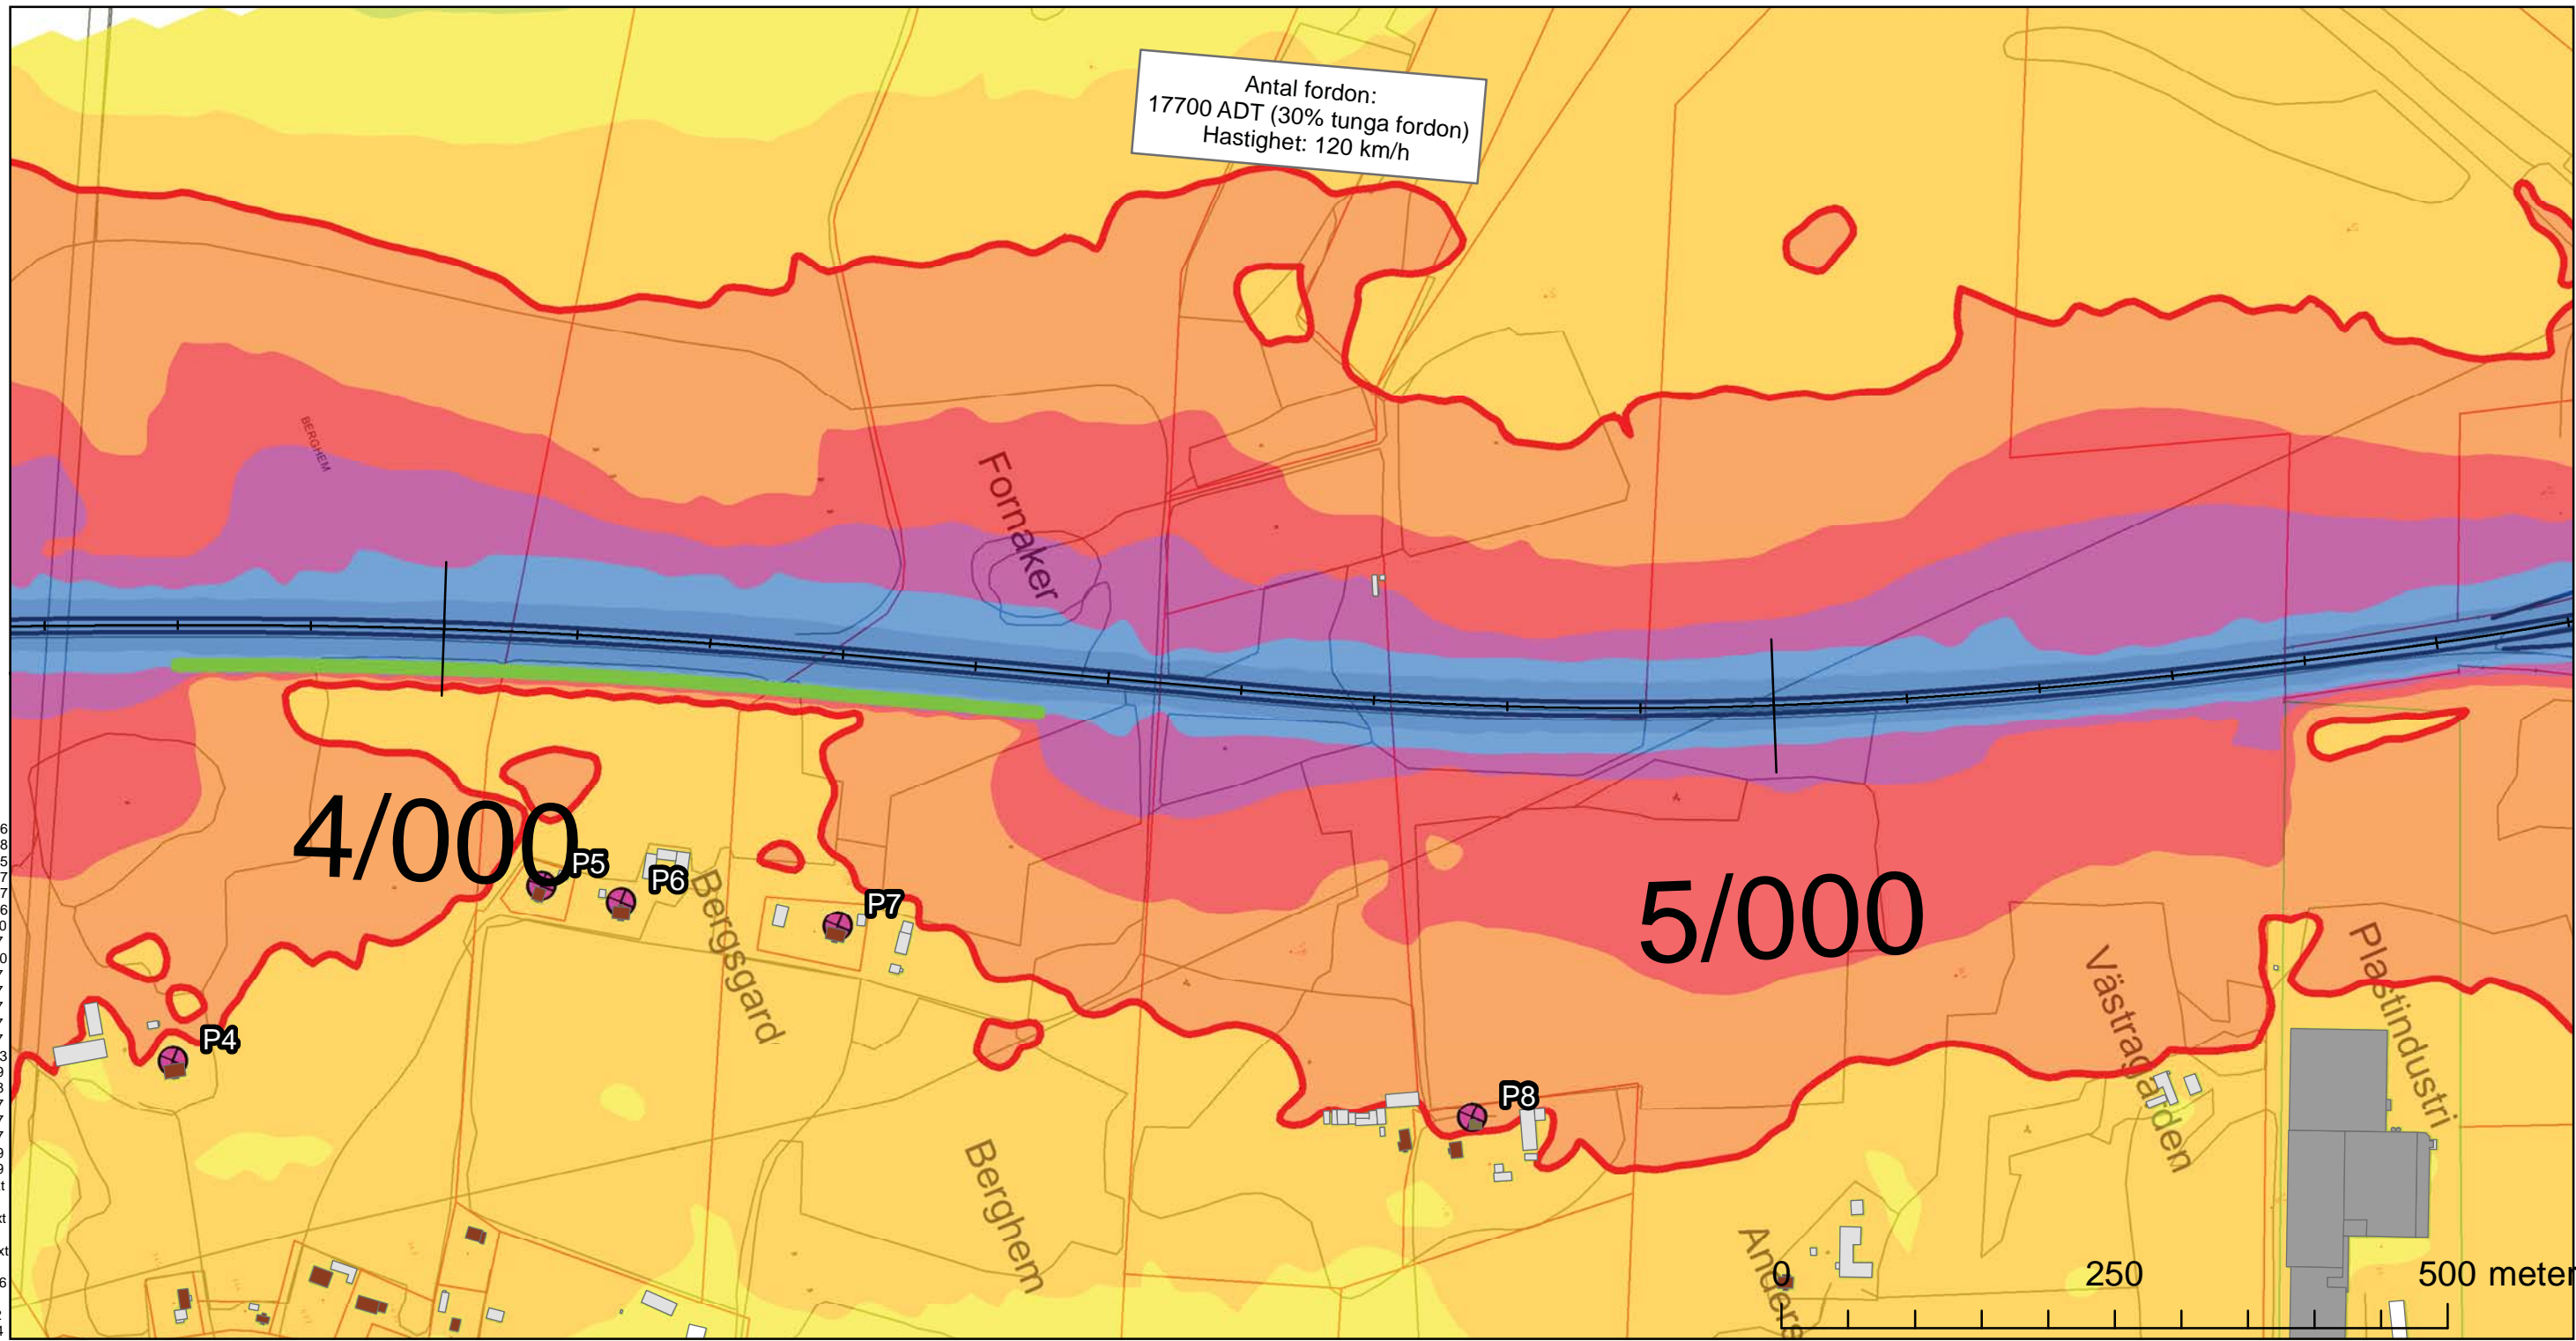 Antal fordon:
17700 ADT (30% tunga fordon)
Hastighet: 120 km/h
BERGHEM
Fornaker
4/000
P5
P6
P7
Bergsgard
5/000
P4
P8
Västragården
Plastindustri
Berghem
Anders
0 250 500 meter